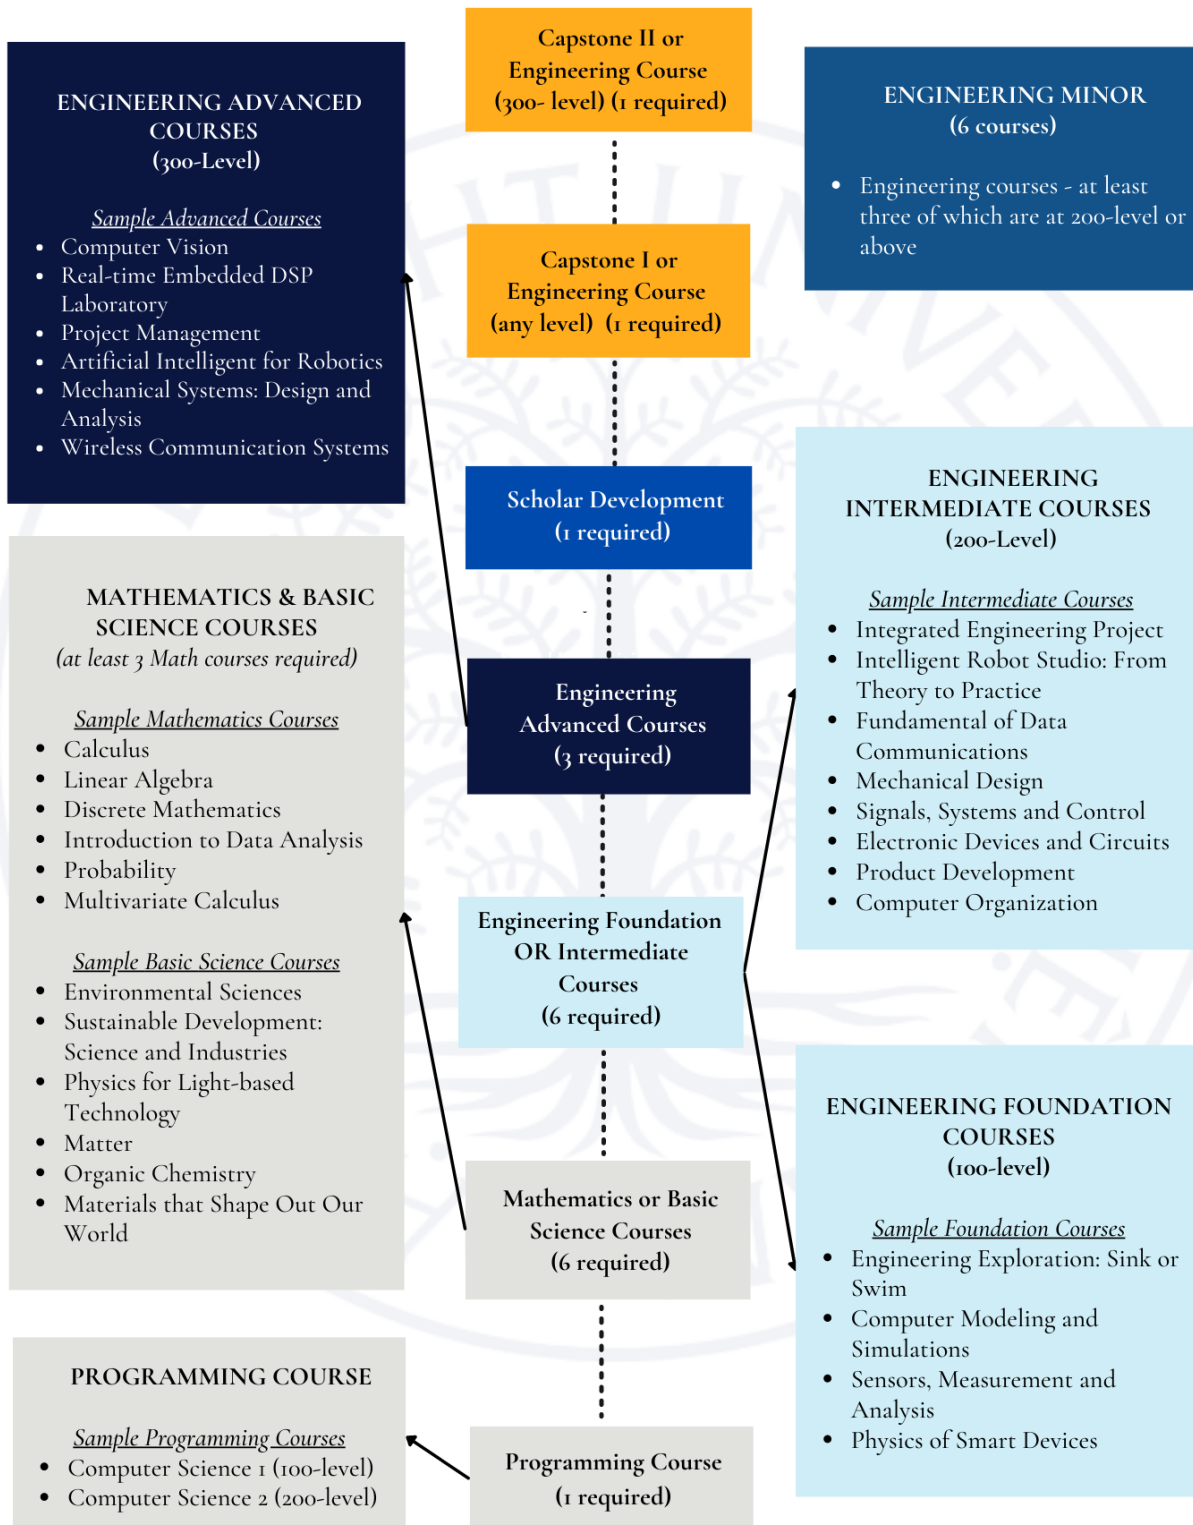 Capstone II or
Engineering Course
(300- level) (1 required)
ENGINEERING ADVANCED
COURSES
(300-Level)
Sample Advanced Courses
• Computer Vision
• Real-time Embedded DSP
Laboratory
• Project Management
• Artificial Intelligent for Robotics
• Mechanical Systems: Design and
Analysis
• Wireless Communication Systems
ENGINEERING MINOR
(6 courses)
• Engineering courses - at least
three of which are at 200-level or
above
Capstone I or
Engineering Course
(any level) (1 required)
Scholar Development
(1 required)
Engineering
Advanced Courses
(3 required)
MATHEMATICS & BASIC
SCIENCE COURSES
(at least 3 Math courses required)
Sample Mathematics Courses
• Calculus
• Linear Algebra
• Discrete Mathematics
• Introduction to Data Analysis
• Probability
• Multivariate Calculus
Sample Basic Science Courses
• Environmental Sciences
• Sustainable Development:
Science and Industries
• Physics for Light-based
Technology
• Matter
• Organic Chemistry
• Materials that Shape Out Our
World
ENGINEERING
INTERMEDIATE COURSES
(200-Level)
Sample Intermediate Courses
• Integrated Engineering Project
• Intelligent Robot Studio: From
Theory to Practice
• Fundamental of Data
Communications
• Mechanical Design
• Signals, Systems and Control
• Electronic Devices and Circuits
• Product Development
• Computer Organization
Engineering Foundation
OR Intermediate
Courses
(6 required)
ENGINEERING FOUNDATION
COURSES
(100-level)
Sample Foundation Courses
• Engineering Exploration: Sink or
Swim
• Computer Modeling and
Simulations
• Sensors, Measurement and
Analysis
• Physics of Smart Devices
Mathematics or Basic
Science Courses
(6 required)
PROGRAMMING COURSE
Sample Programming Courses
• Computer Science 1 (100-level)
• Computer Science 2 (200-level)
Programming Course
(1 required)